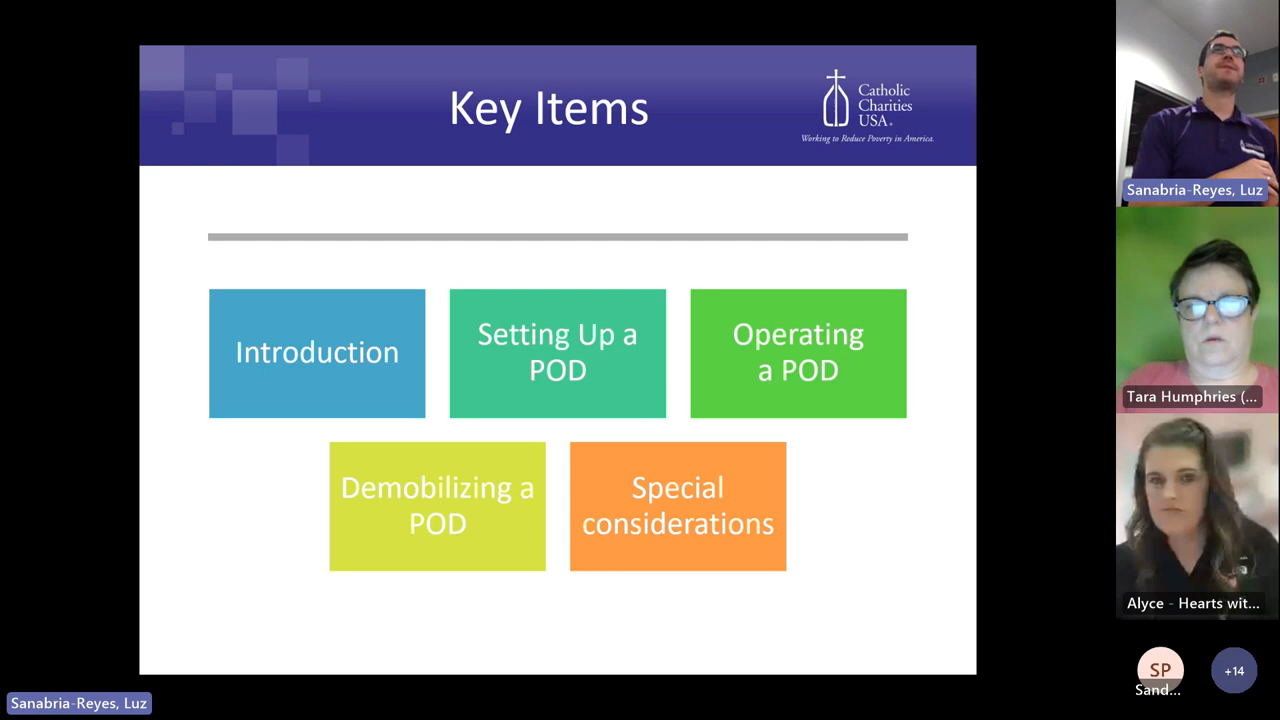 Key Items
Catholic
Charities
USA®
Working to Reduce Poverty in America.
Introduction
Setting Up a
POD
Operating
a POD
Demobilizing a
POD
Special
considerations
Sanabria-Reyes, Luz
Tara Humphries (...
Alyce - Hearts wit...
SP
Sand...
+14
Sanabria-Reyes, Luz